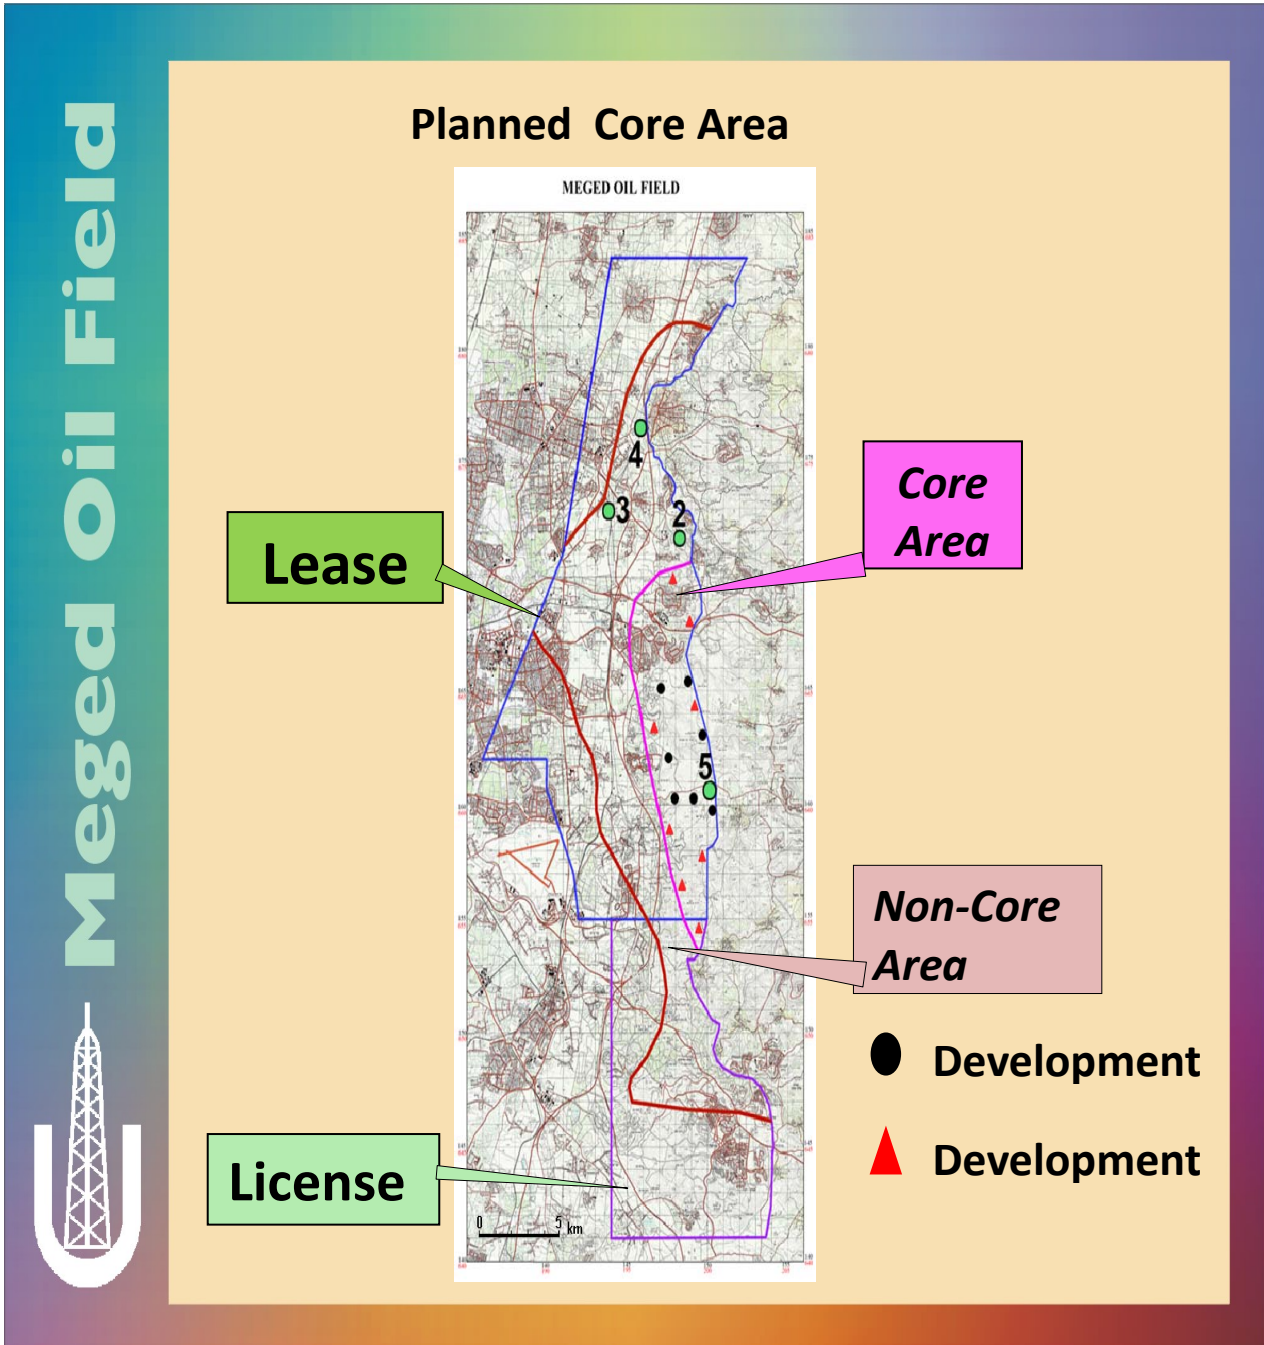 Meged Oil Field
Planned Core Area
MEGED OIL FIELD
4
3
2
Core
Area
Lease
5
Non-Core
Area
Development
Development
License
0 5 km